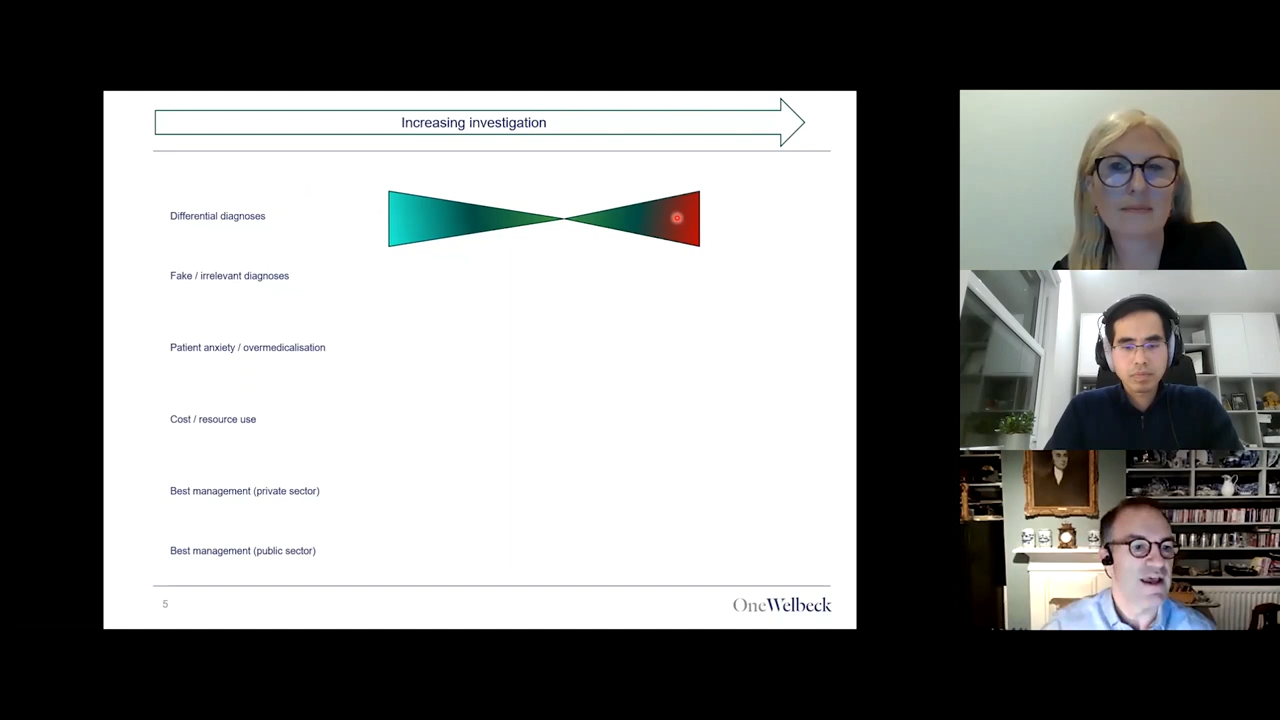 Increasing investigation
Differential diagnoses
Fake / irrelevant diagnoses
Patient anxiety / overmedicalisation
Cost / resource use
Best management (private sector)
Best management (public sector)
5
OneWelbeck